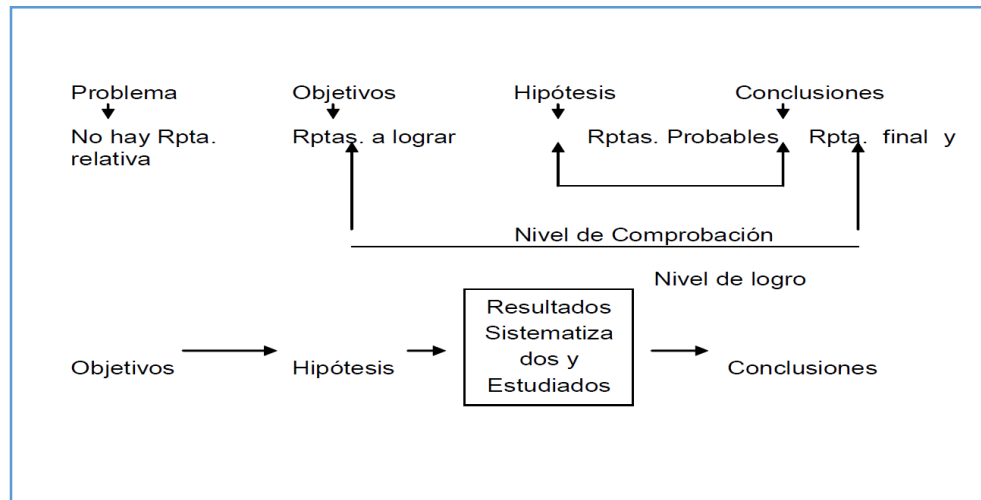 Problema Objetivos Hipótesis Conclusiones
No hay Rpta. Rptas. a lograr Rptas. Probables Rpta. final y
relativa
Nivel de Comprobación
Nivel de logro
Resultados
Sistematiza
dos y
Estudiados
Objetivos Hipótesis Conclusiones